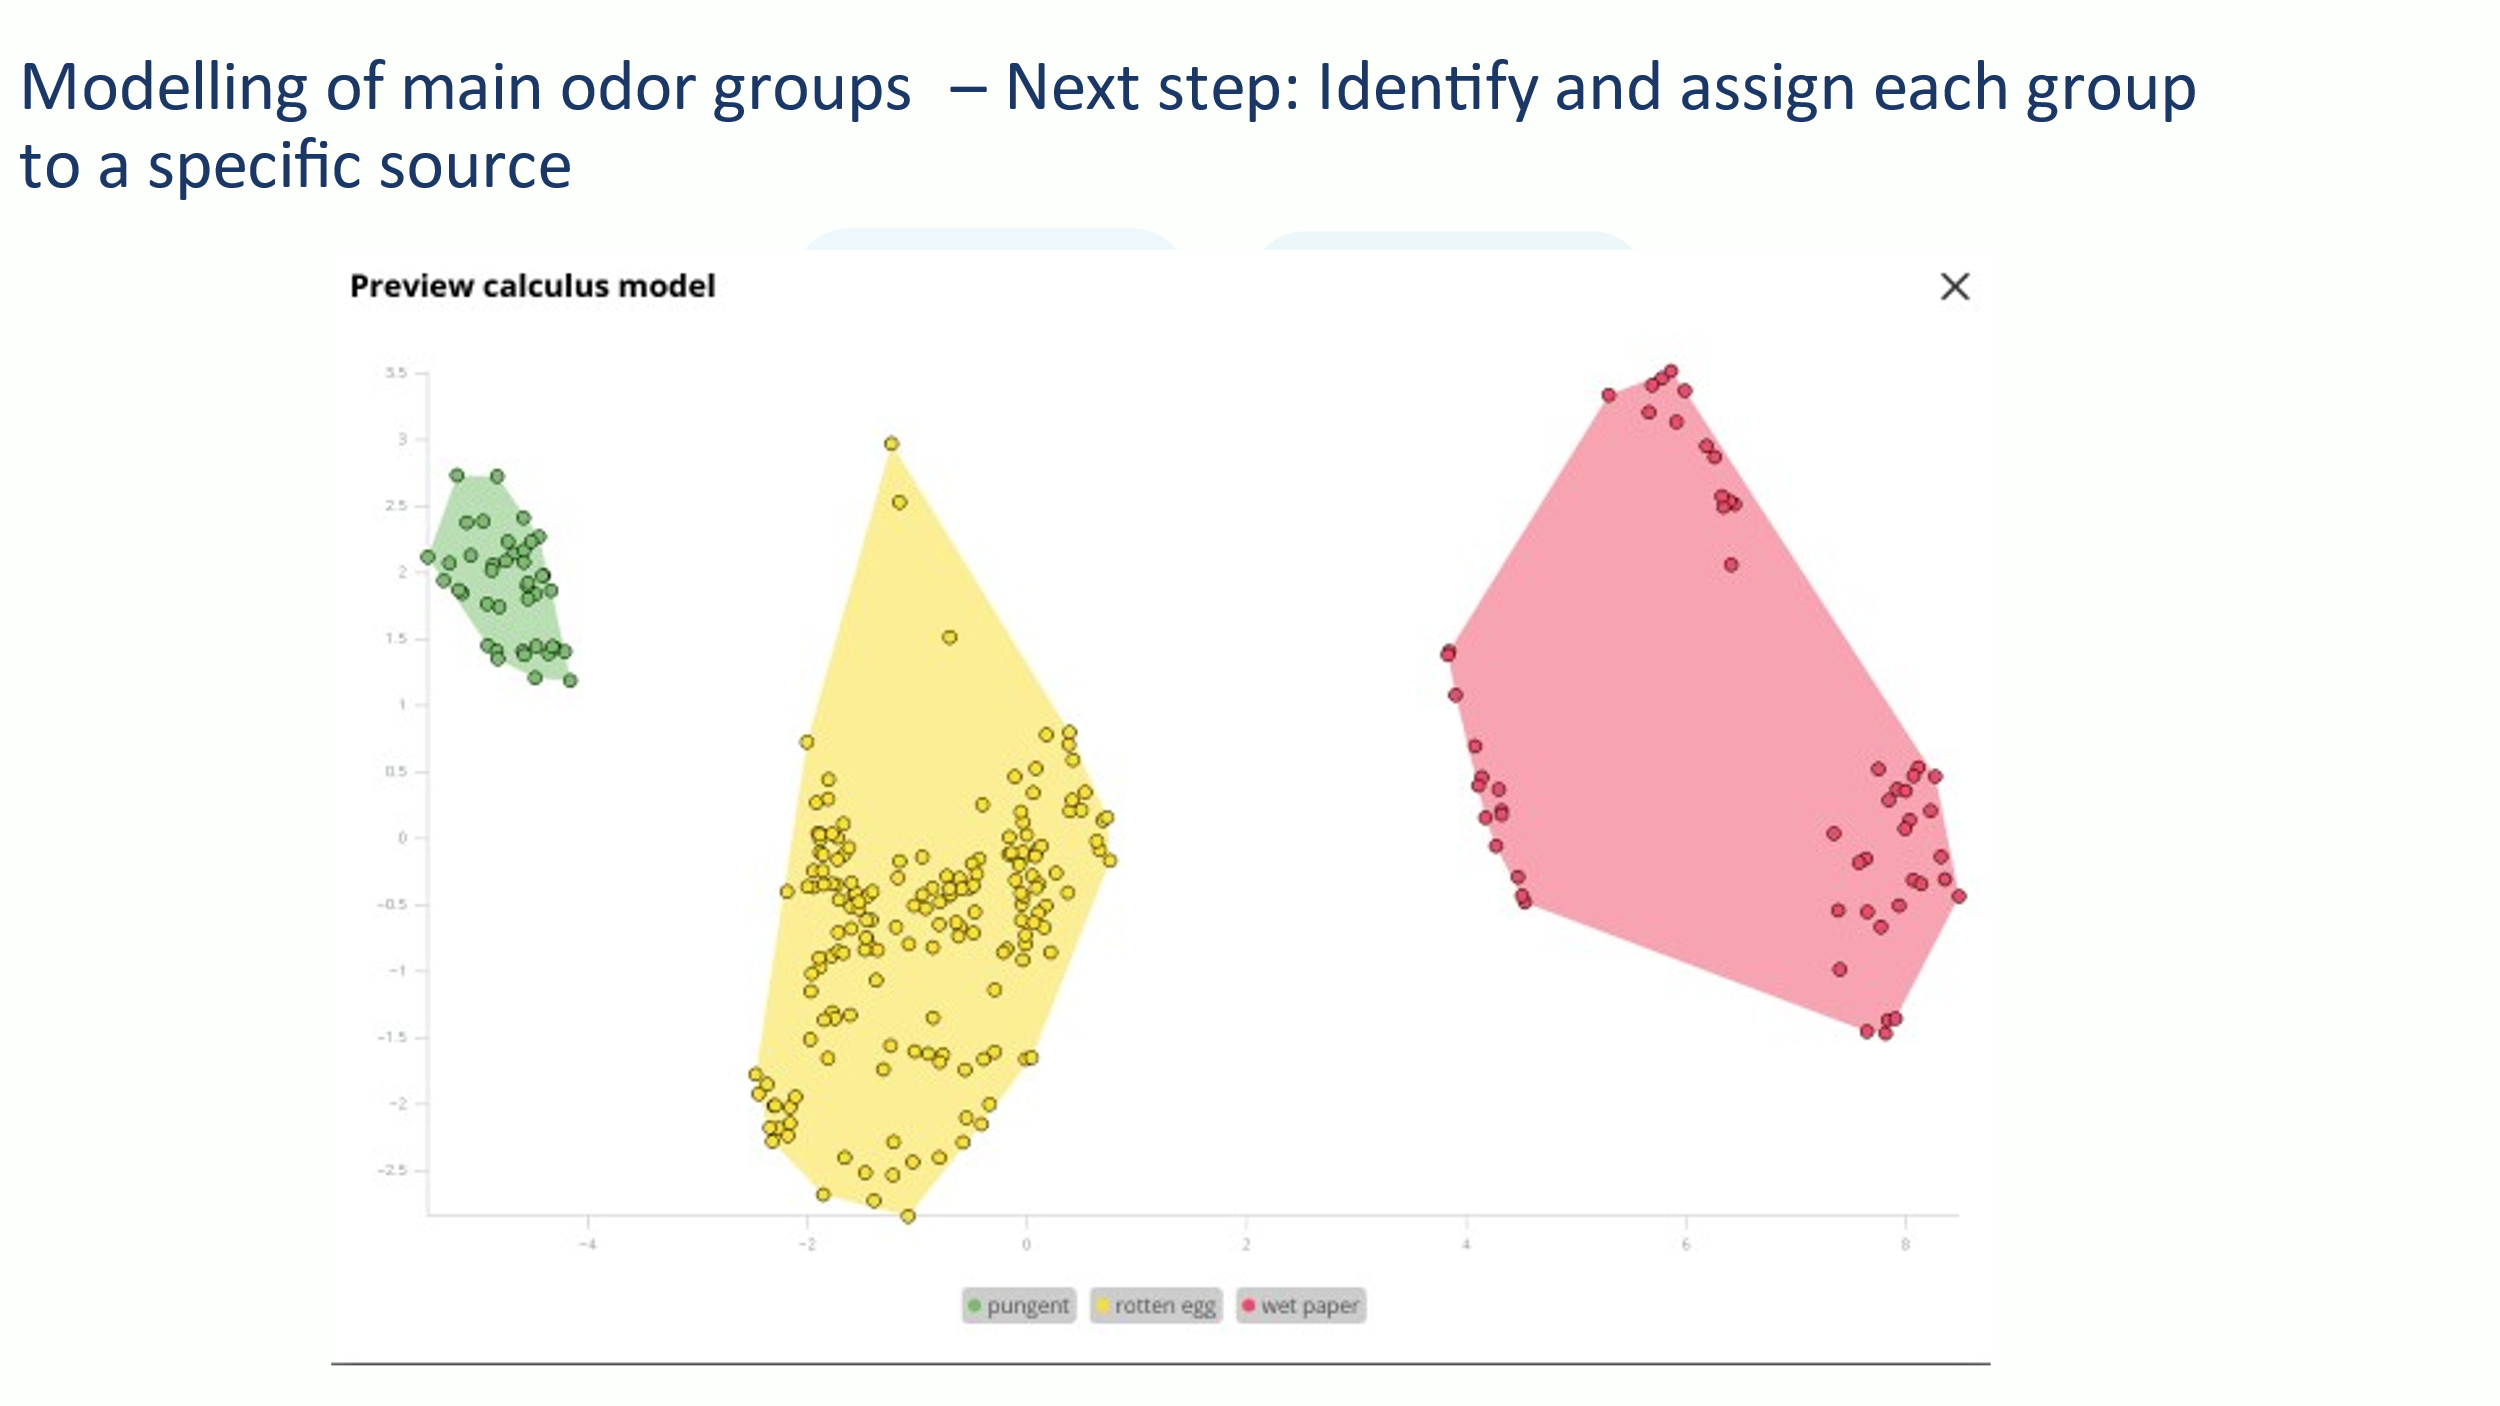 Modelling of main odor groups – Next step: Identify and assign each group
to a specific source
Preview calculus model
3.5
3
2.5
2
1.5
1
0.5
0
−0.5
−1
−1.5
−2
−2.5
−4 −2 0 2 4 6 8
pungent rotten egg wet paper